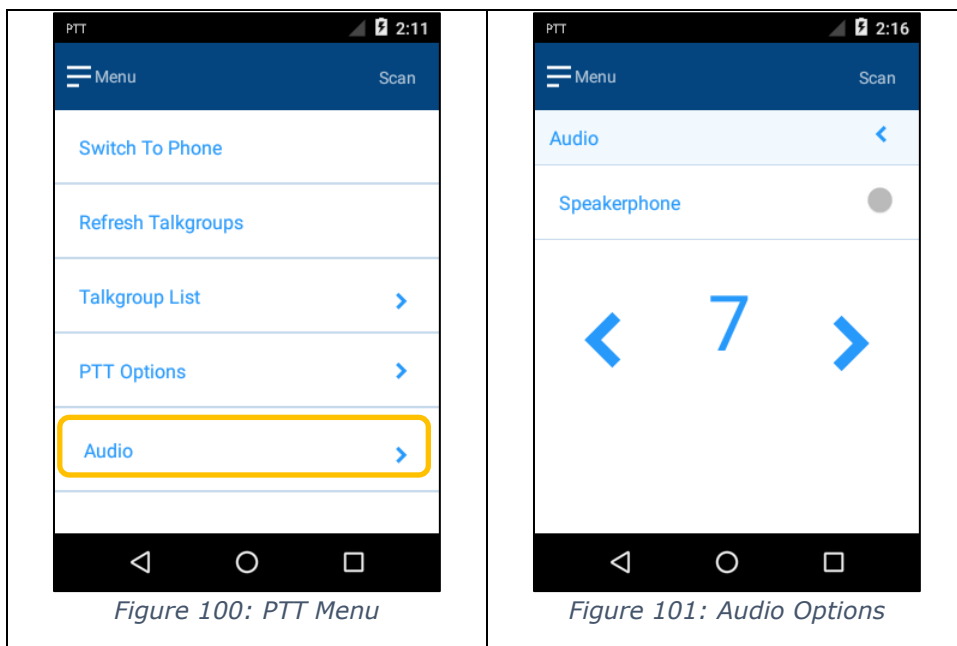 PTT 2:11
Menu Scan
Switch To Phone
Refresh Talkgroups
Talkgroup List
PTT Options
Audio
Figure 100: PTT Menu
PTT 2:16
Menu Scan
Audio
Speakerphone
7
Figure 101: Audio Options